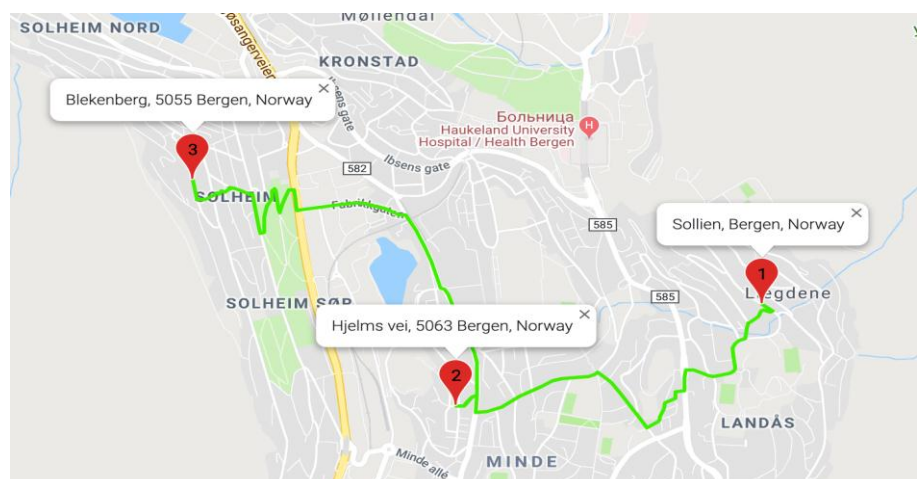 Møllendal
SOLHEIM NORD
KRONSTAD
Ibsens gate
Blekenberg, 5055 Bergen, Norway
3
Больница
Haukeland University
Hospital / Health Bergen
H
582
Ibsens gate
SOLHEIM
Fabrikkgaten
585
Sollien, Bergen, Norway
1
585
SOLHEIM SØR
Hjelms vei, 5063 Bergen, Norway
2
LANDÅS
Minde allé
MINDE